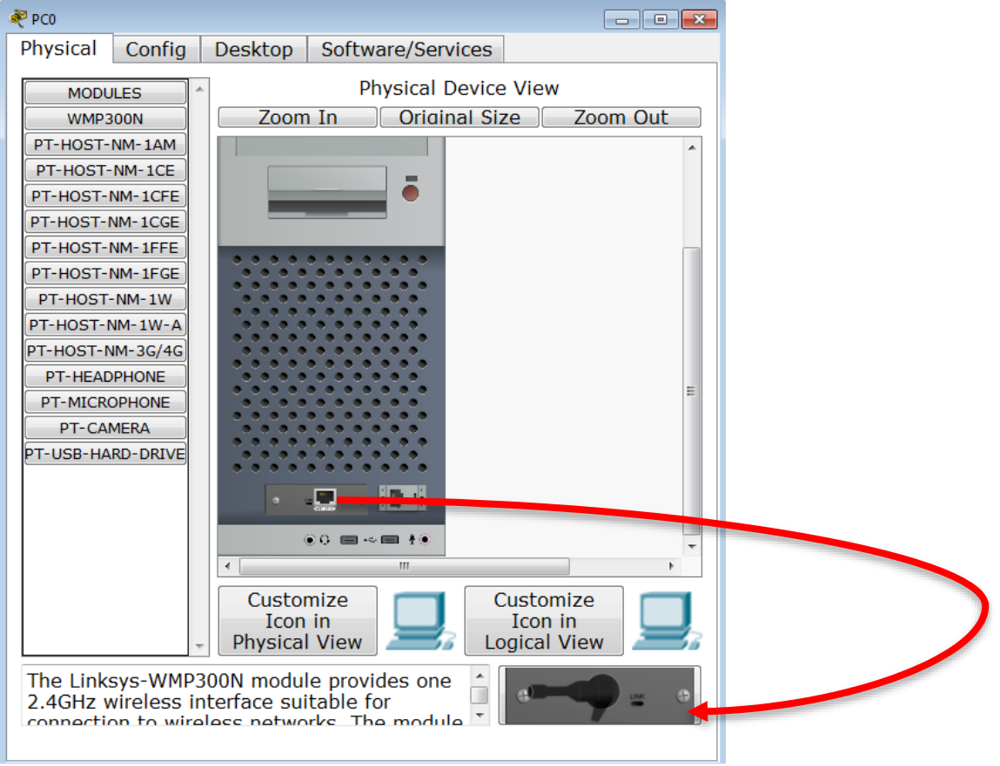 PC0
Physical Config Desktop Software/Services
MODULES
WMP300N
PT-HOST-NM-1AM
PT-HOST-NM-1CE
PT-HOST-NM-1CFE
PT-HOST-NM-1CGE
PT-HOST-NM-1FFE
PT-HOST-NM-1FGE
PT-HOST-NM-1W
PT-HOST-NM-1W-A
PT-HOST-NM-3G/4G
PT-HEADPHONE
PT-MICROPHONE
PT-CAMERA
PT-USB-HARD-DRIVE
Physical Device View
Zoom In Original Size Zoom Out
Customize
Icon in
Physical View
Customize
Icon in
Logical View
The Linksys-WMP300N module provides one
2.4GHz wireless interface suitable for
connection to wireless networks. The module
LINK